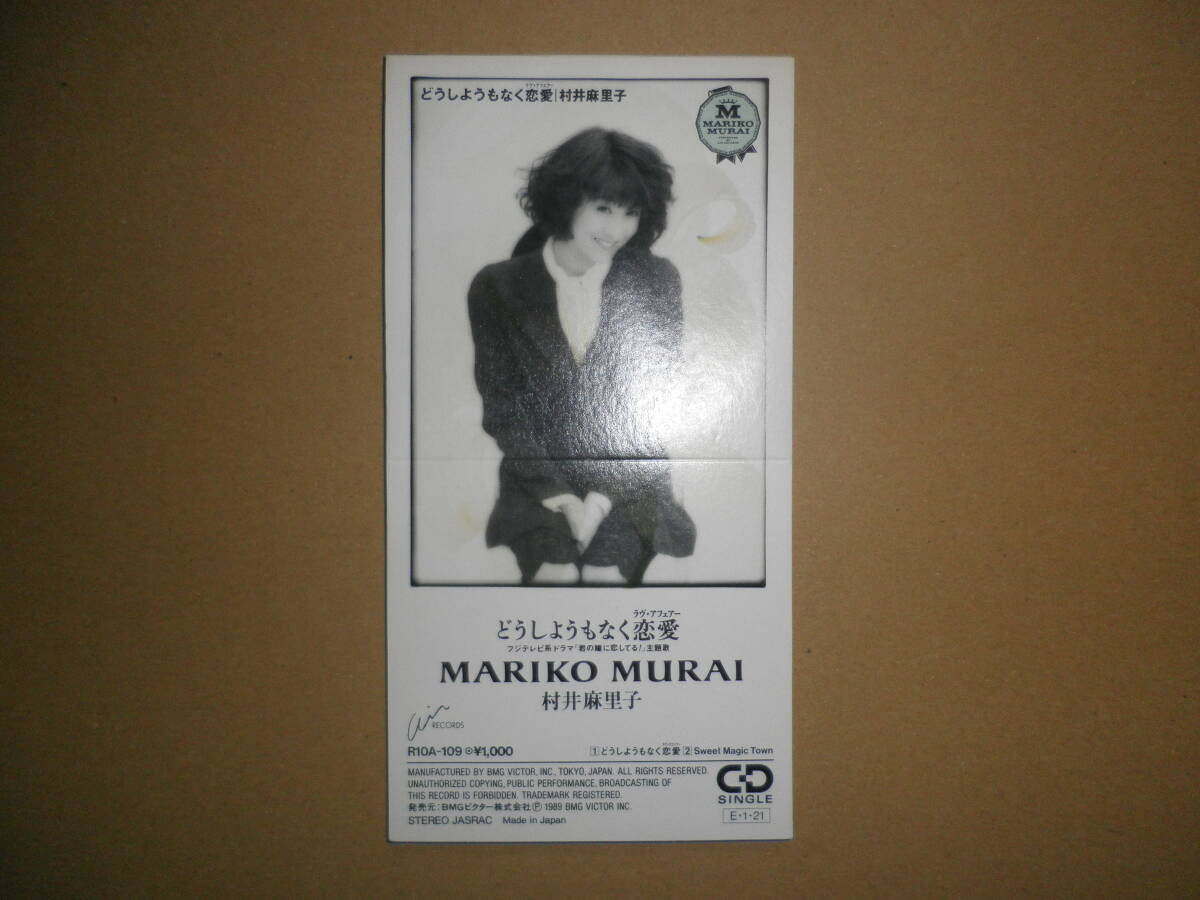 ラヴ・アフェアー
どうしようもなく恋愛|村井麻里子
M
MARIKO
MURAI
ラヴ・アフェアー
どうしようもなく恋愛
フジテレビ系ドラマ「君の瞳に恋してる!」主題歌
MARIKO MURAI
村井麻里子
air RECORDS
R10A-109 ¥1,000
1 どうしようもなく恋愛 2 Sweet Magic Town
MANUFACTURED BY BMG VICTOR, INC., TOKYO, JAPAN. ALL RIGHTS RESERVED.
UNAUTHORIZED COPYING, PUBLIC PERFORMANCE, BROADCASTING OF
THIS RECORD IS FORBIDDEN. TRADEMARK REGISTERED.
発売元:BMGビクター株式会社 Ⓟ 1989 BMG VICTOR INC.
STEREO JASRAC Made in Japan
CD
SINGLE
E・1・21